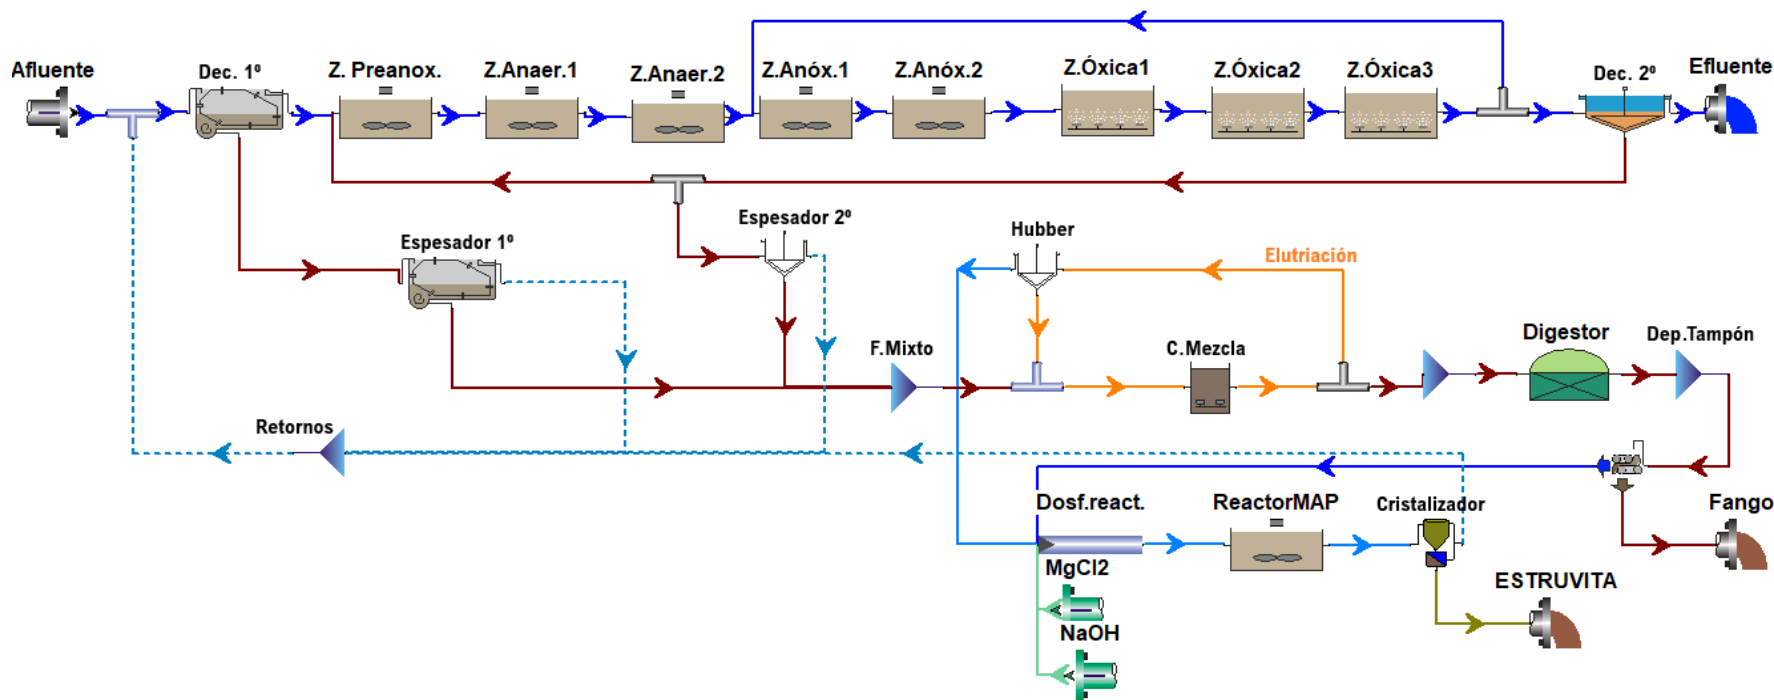 Afluente
Dec. 1º
Z. Preanox.
Z.Anaer.1
Z.Anaer.2
Z.Anóx.1
Z.Anóx.2
Z.Óxica1
Z.Óxica2
Z.Óxica3
Dec. 2º
Efluente
Espesador 1º
Espesador 2º
Hubber
Elutriación
F.Mixto
C.Mezcla
Digestor
Dep.Tampón
Retornos
Dosf.react.
ReactorMAP
Cristalizador
Fango
MgCl2
ESTRUVITA
NaOH